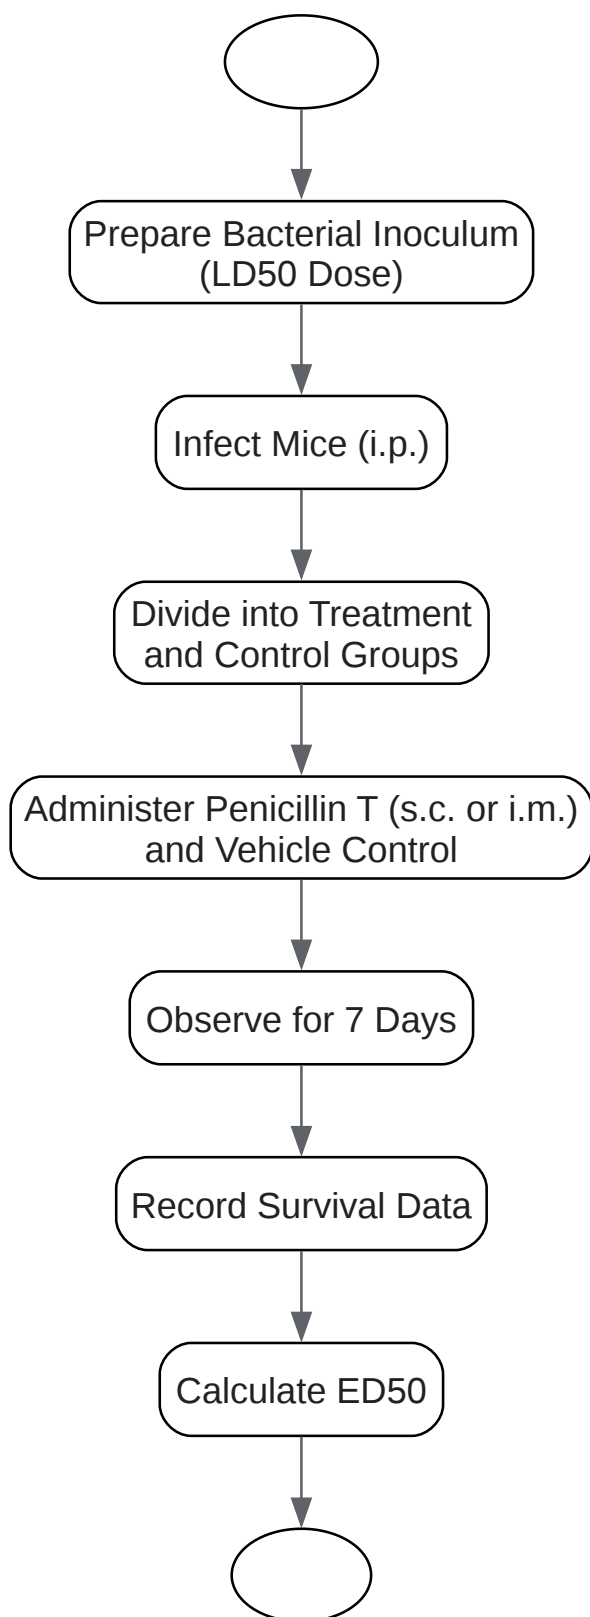 Prepare Bacterial Inoculum
(LD50 Dose)
Infect Mice (i.p.)
Divide into Treatment
and Control Groups
Administer Penicillin T (s.c. or i.m.)
and Vehicle Control
Observe for 7 Days
Record Survival Data
Calculate ED50